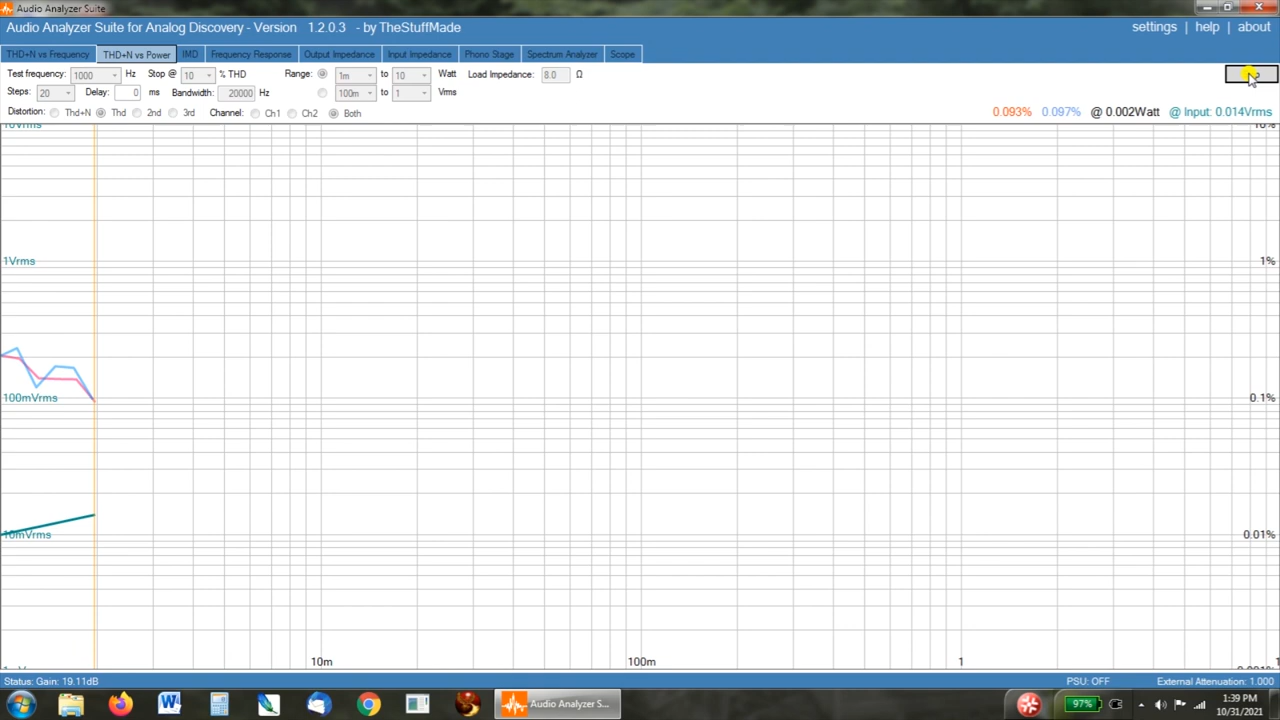 Audio Analyzer Suite
Audio Analyzer Suite for Analog Discovery - Version 1.2.0.3 - by TheStuffMade
settings | help | about
THD+N vs Frequency THD+N vs Power IMD Frequency Response Output Impedance Input Impedance Phono Stage Spectrum Analyzer Scope
Test frequency: 1000 Hz Stop @ 10 % THD Range: 1m to 10 Watt Load Impedance: 8.0 Ω
Steps: 20 Delay: 0 ms Bandwidth: 20000 Hz 100m to 1 Vrms
Distortion: Thd+N Thd 2nd 3rd Channel: Ch1 Ch2 Both
0.093% 0.097% @ 0.002Watt @ Input: 0.014Vrms
10Vrms 10%
1Vrms 1%
100mVrms 0.1%
10mVrms 0.01%
10m 100m 1
Status: Gain: 19.11dB PSU: OFF External Attenuation: 1.000
Audio Analyzer S... 97% 1:39 PM
10/31/2021